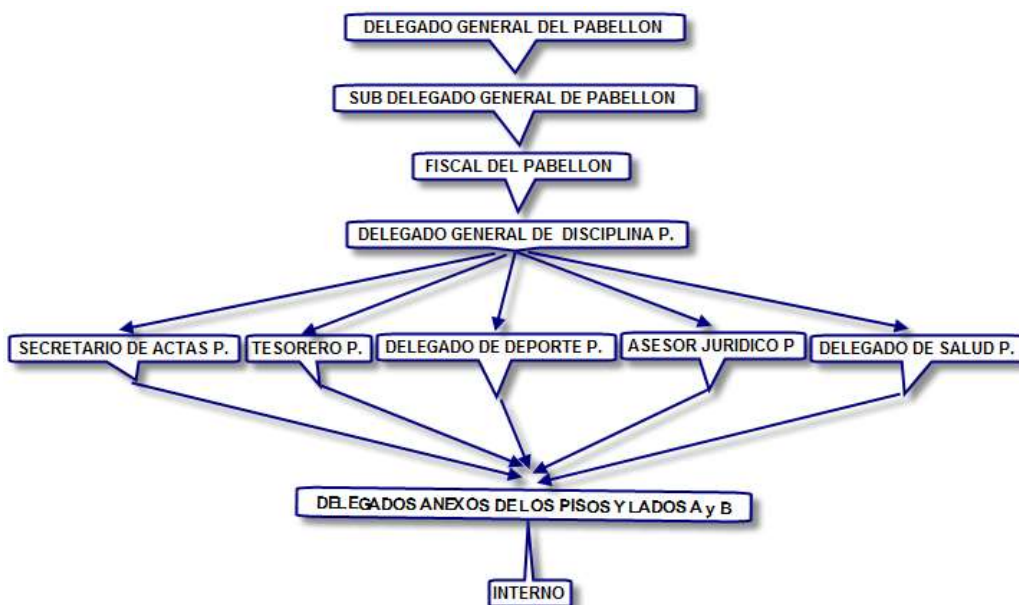 DELEGADO GENERAL DEL PABELLON
SUB DELEGADO GENERAL DE PABELLON
FISCAL DEL PABELLON
DELEGADO GENERAL DE DISCIPLINA P.
SECRETARIO DE ACTAS P.
TESORERO P.
DELEGADO DE DEPORTE P.
ASESOR JURIDICO P
DELEGADO DE SALUD P.
DELEGADOS ANEXOS DE LOS PISOS Y LADOS A y B
INTERNO